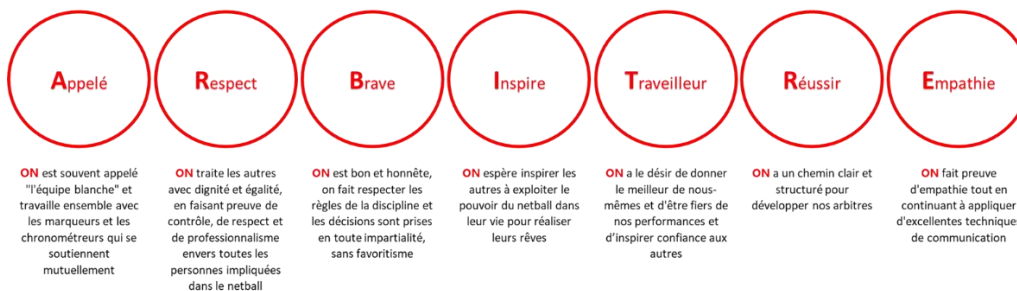 Appelé
Respect
Brave
Inspire
Traveilleur
Réussir
Empathie
ON est souvent appelé
"l'équipe blanche" et
travaille ensemble avec
les marqueurs et les
chronométreurs qui se
soutiennent
mutuellement
ON traite les autres
avec dignité et égalité,
en faisant preuve de
contrôle, de respect et
de professionnalisme
envers toutes les
personnes impliquées
dans le netball
ON est bon et honnête,
on fait respecter les
règles de la discipline et
les décisions sont prises
en toute impartialité,
sans favoritisme
ON espère inspirer les
autres à exploiter le
pouvoir du netball dans
leur vie pour réaliser
leurs rêves
ON a le désir de donner
le meilleur de nous-
mêmes et d'être fiers de
nos performances et
d’inspirer confiance aux
autres
ON a un chemin clair et
structuré pour
développer nos arbitres
ON fait preuve
d'empathie tout en
continuant à appliquer
d'excellentes techniques
de communication